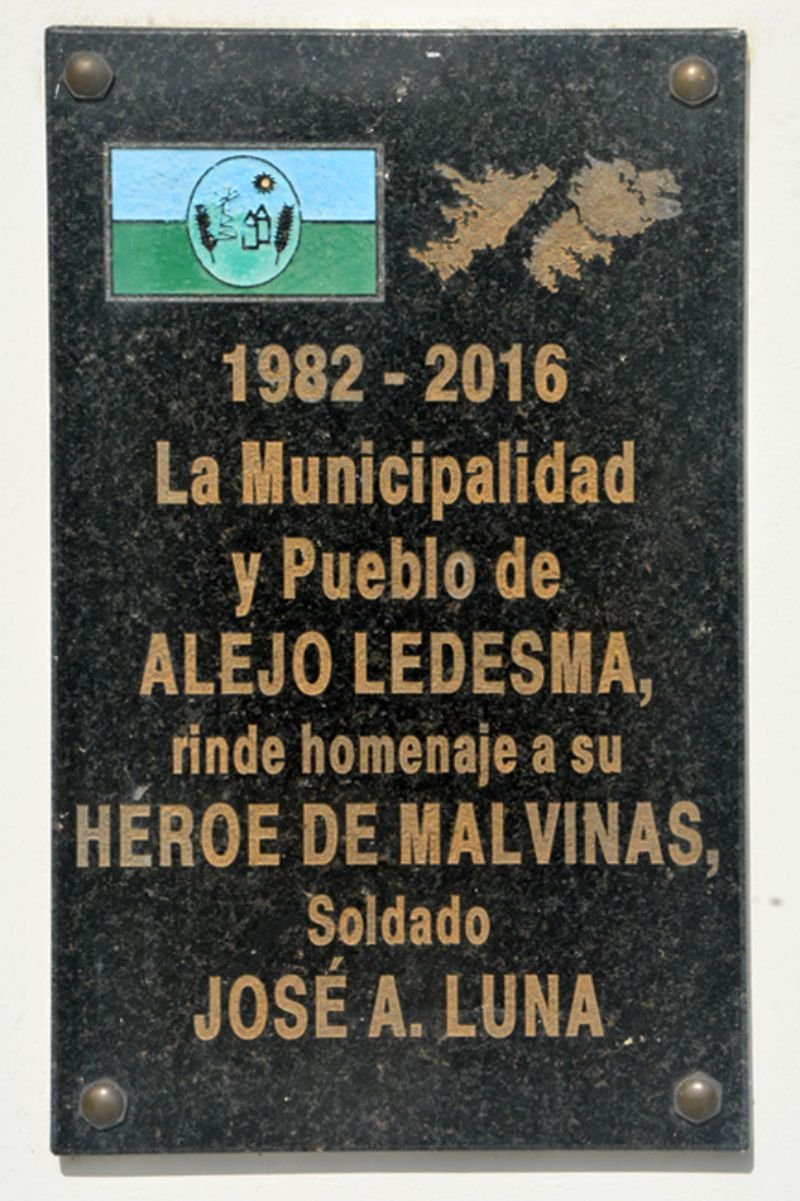 1982 - 2016
La Municipalidad
y Pueblo de
ALEJO LEDESMA,
rinde homenaje a su
HEROE DE MALVINAS,
Soldado
JOSÉ A. LUNA